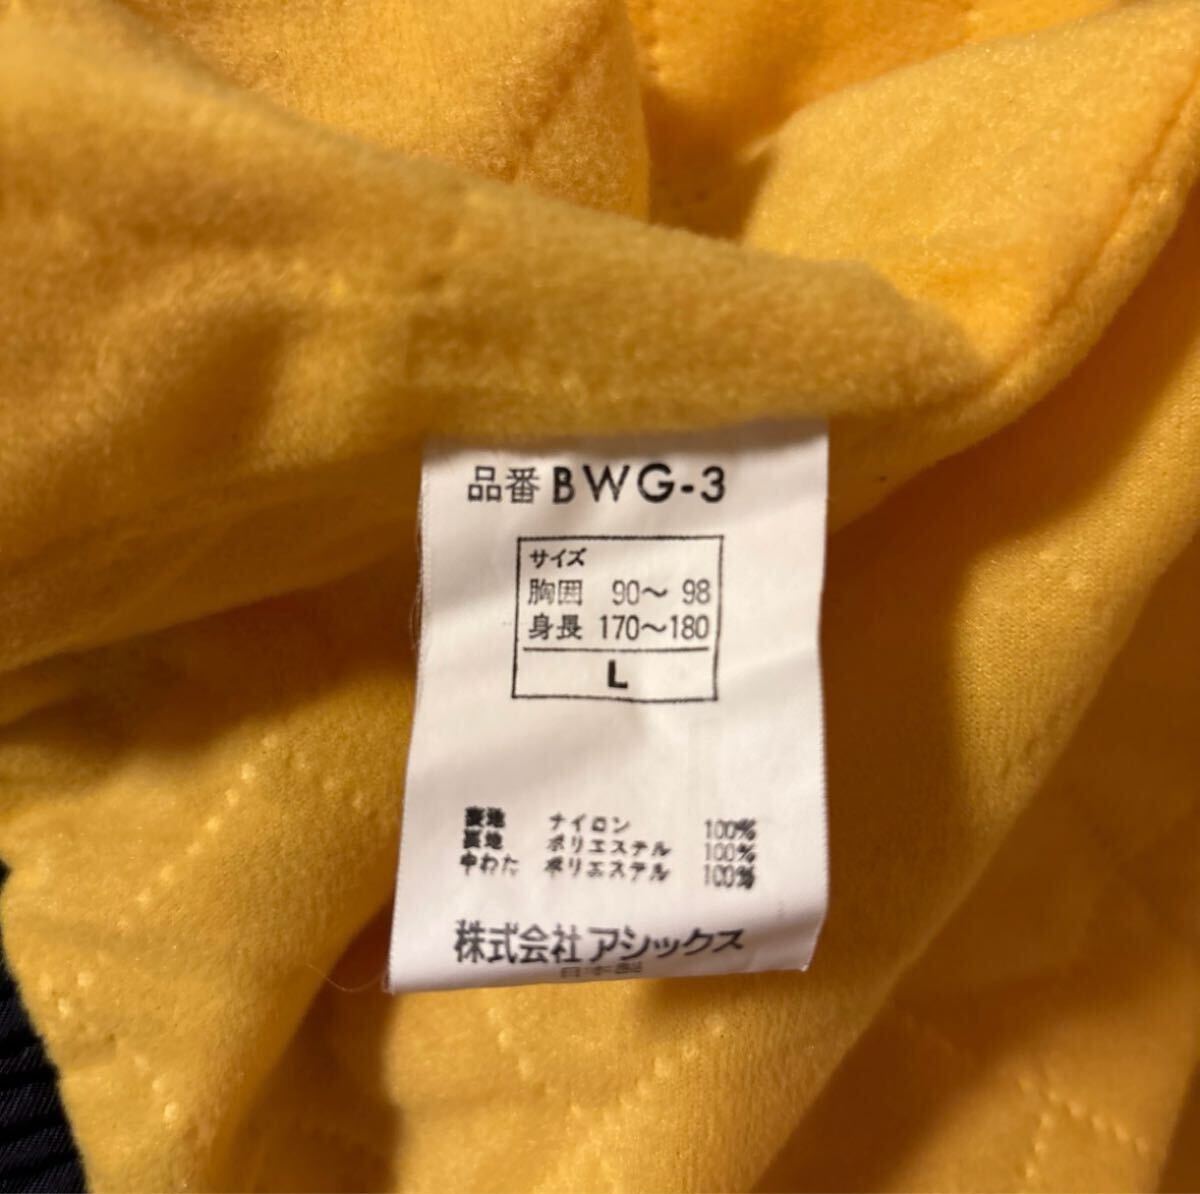 品番 BWG-3
サイズ
胸囲 90～98
身長 170～180
L
表地 ナイロン 100%
裏地 ポリエステル 100%
中わた ポリエステル 100%
株式会社アシックス
日本製